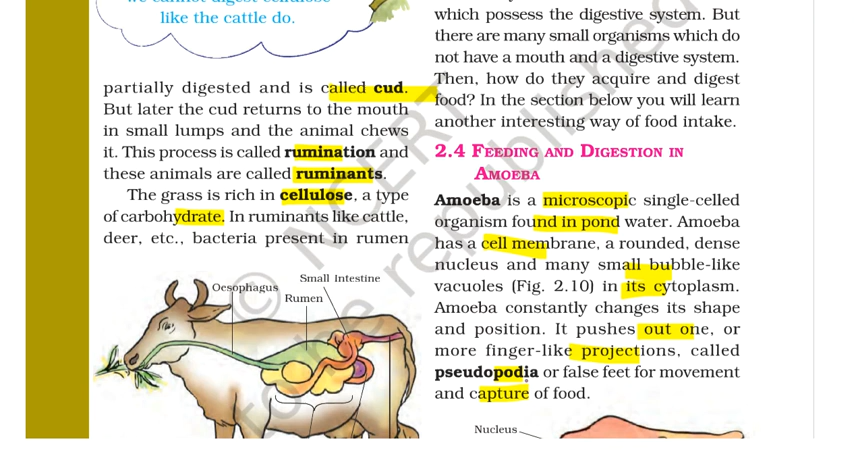 we cannot digest cellulose
like the cattle do.
partially digested and is called cud.
But later the cud returns to the mouth
in small lumps and the animal chews
it. This process is called rumination and
these animals are called ruminants.
The grass is rich in cellulose, a type
of carbohydrate. In ruminants like cattle,
deer, etc., bacteria present in rumen
Oesophagus
Small Intestine
Rumen
which possess the digestive system. But
there are many small organisms which do
not have a mouth and a digestive system.
Then, how do they acquire and digest
food? In the section below you will learn
another interesting way of food intake.
2.4 FEEDING AND DIGESTION IN
AMOEBA
Amoeba is a microscopic single-celled
organism found in pond water. Amoeba
has a cell membrane, a rounded, dense
nucleus and many small bubble-like
vacuoles (Fig. 2.10) in its cytoplasm.
Amoeba constantly changes its shape
and position. It pushes out one, or
more finger-like projections, called
pseudopodia or false feet for movement
and capture of food.
Nucleus
© NCERT
to be republished